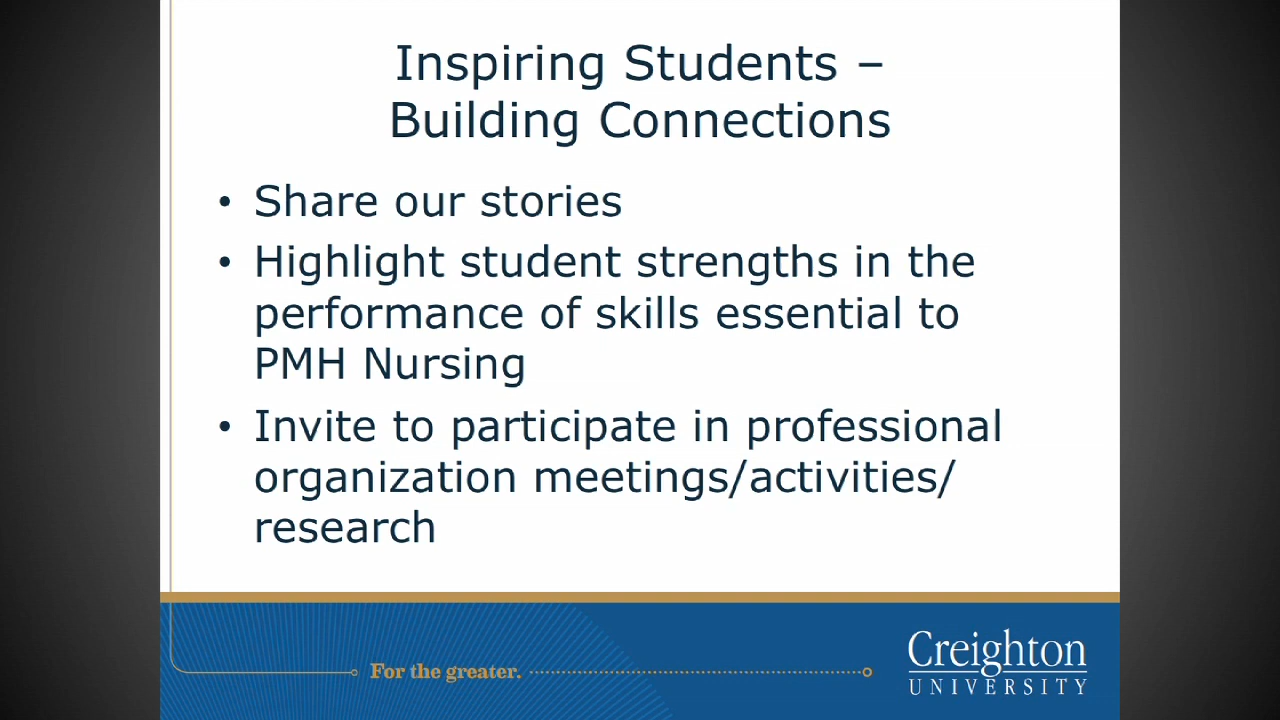 Inspiring Students –
Building Connections
• Share our stories
• Highlight student strengths in the
performance of skills essential to
PMH Nursing
• Invite to participate in professional
organization meetings/activities/
research
For the greater.
Creighton
UNIVERSITY